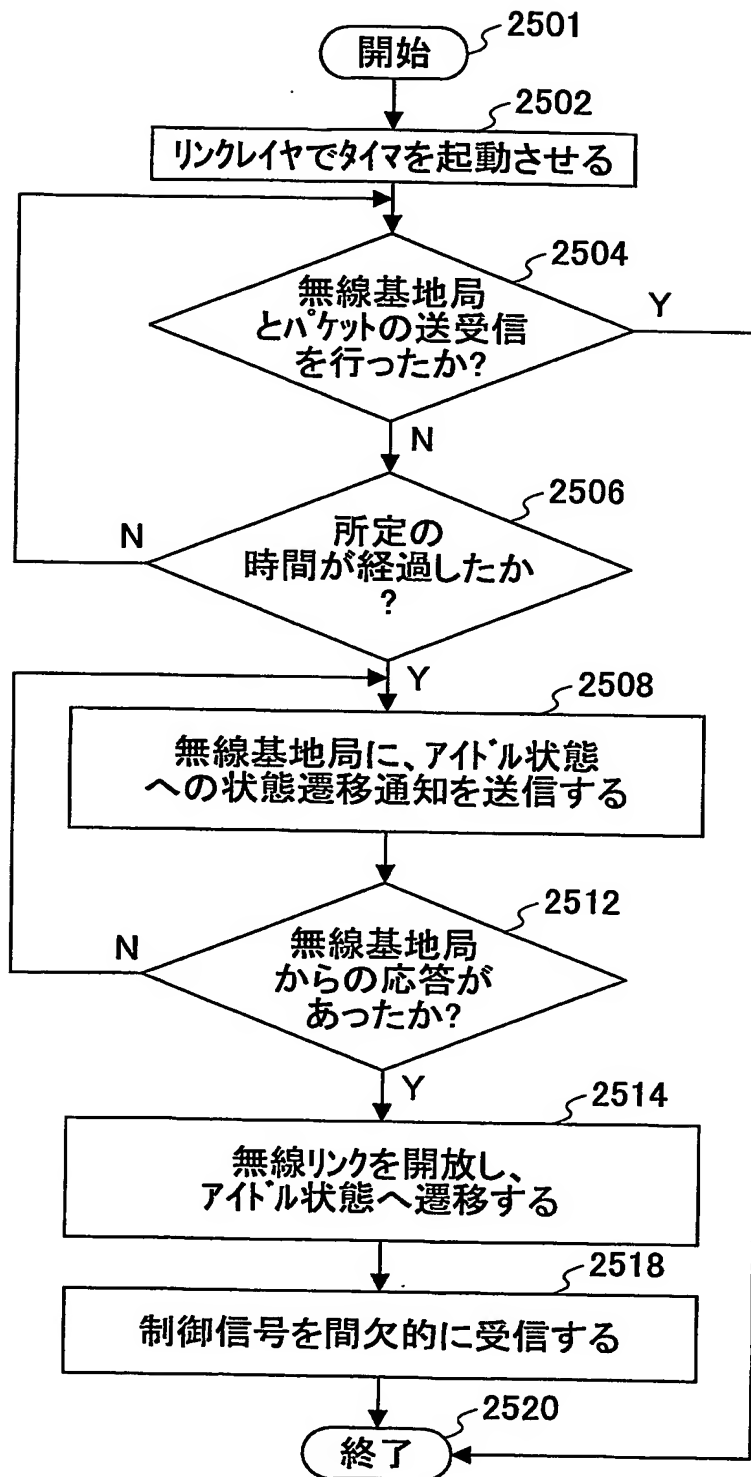 2501
開始
2502
リンクレイヤでタイマを起動させる
2504
無線基地局
とパケットの送受信
を行ったか?
Y
N
2506
所定の
時間が経過したか
?
N
Y
2508
無線基地局に、アイドル状態
への状態遷移通知を送信する
2512
無線基地局
からの応答が
あったか?
N
Y
2514
無線リンクを開放し、
アイドル状態へ遷移する
2518
制御信号を間欠的に受信する
2520
終了